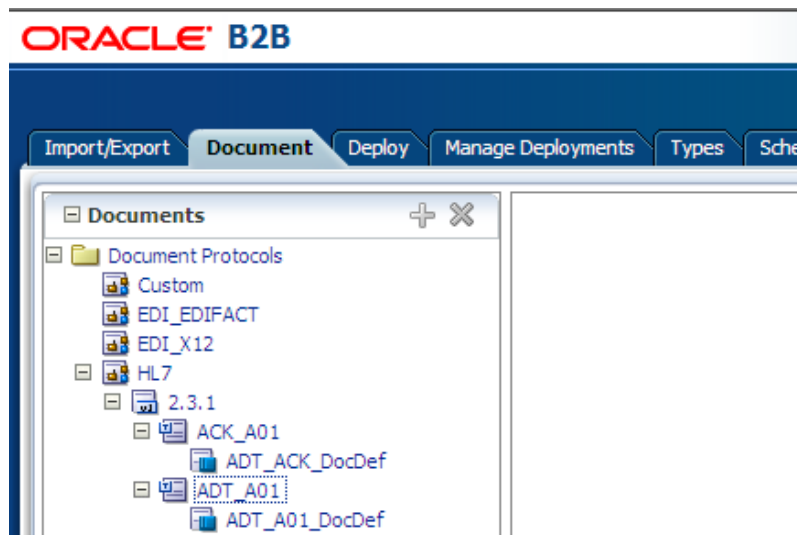 ORACLE B2B
Import/Export Document Deploy Manage Deployments Types Sche
Documents
Document Protocols
Custom
EDI_EDIFACT
EDI_X12
HL7
2.3.1
ACK_A01
ADT_ACK_DocDef
ADT_A01
ADT_A01_DocDef